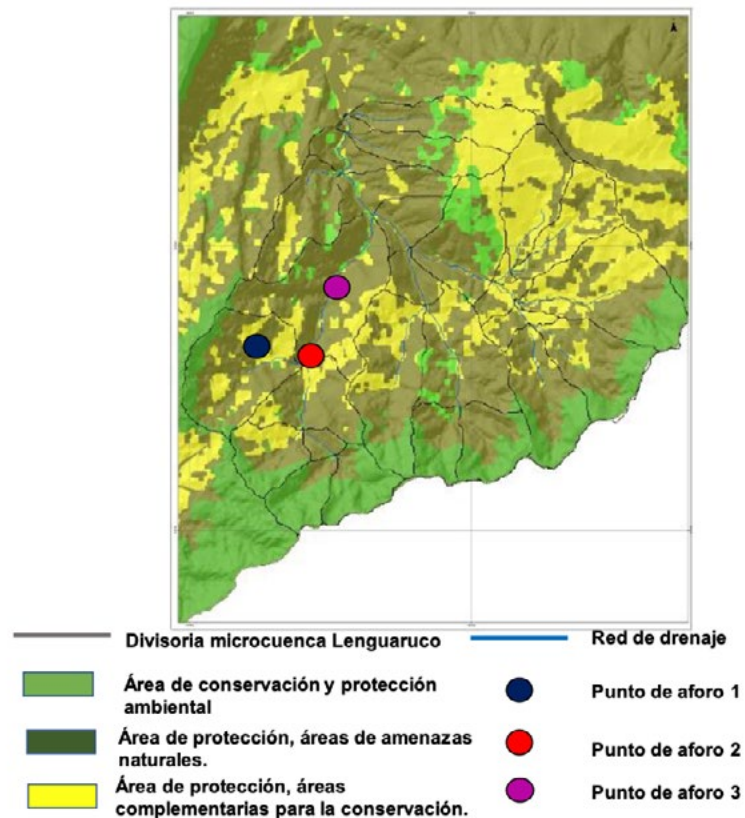 Divisoria microcuenca Lenguaruco
Red de drenaje
Área de conservación y protección
ambiental
Punto de aforo 1
Área de protección, áreas de amenazas
naturales.
Punto de aforo 2
Área de protección, áreas
complementarias para la conservación.
Punto de aforo 3